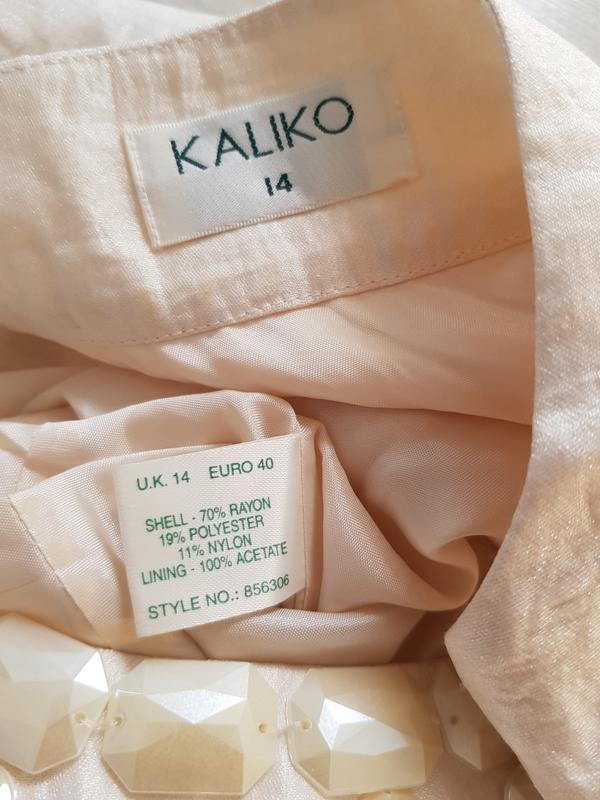 KALIKO
14
U.K. 14 EURO 40
SHELL - 70% RAYON
19% POLYESTER
11% NYLON
LINING - 100% ACETATE
STYLE NO.: 856306